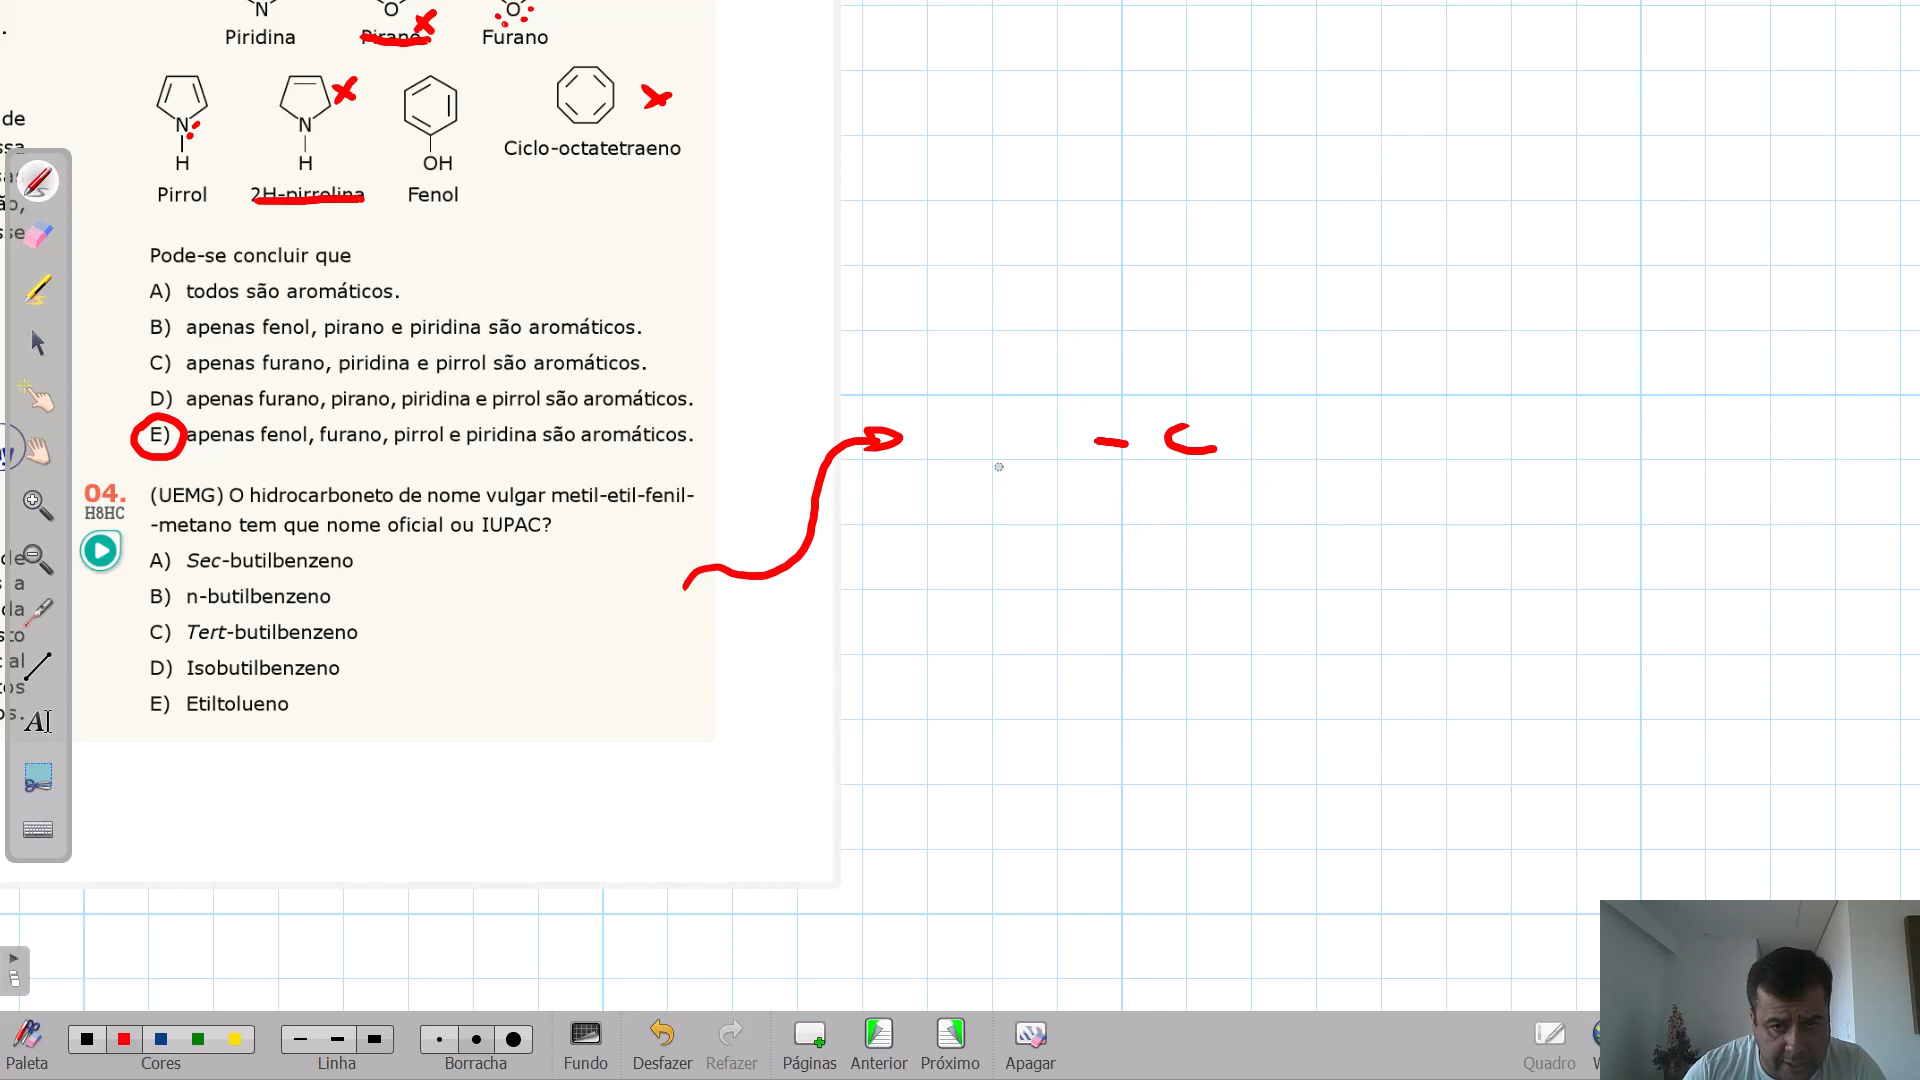 N
O
O
Piridina
Pirano
Furano
N
H
N
H
OH
Ciclo-octatetraeno
Pirrol
2H-pirrolina
Fenol
de
ssa
ão,
sse
Pode-se concluir que
A) todos são aromáticos.
B) apenas fenol, pirano e piridina são aromáticos.
C) apenas furano, piridina e pirrol são aromáticos.
D) apenas furano, pirano, piridina e pirrol são aromáticos.
E) apenas fenol, furano, pirrol e piridina são aromáticos.
- C
04.
H8HC
(UEMG) O hidrocarboneto de nome vulgar metil-etil-fenil-
-metano tem que nome oficial ou IUPAC?
A) Sec-butilbenzeno
B) n-butilbenzeno
C) Tert-butilbenzeno
D) Isobutilbenzeno
E) Etiltolueno
Paleta
Cores
Linha
Borracha
Fundo
Desfazer
Refazer
Páginas
Anterior
Próximo
Apagar
Quadro